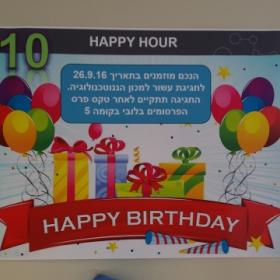 10
HAPPY HOUR
הנכם מוזמנים בתאריך 26.9.16
לחגיגת עשור למכון הננוטכנולוגיה.
החגיגה תתקיים לאחר טקס פרס
הפרסומים בלובי בקומה 5
HAPPY BIRTHDAY